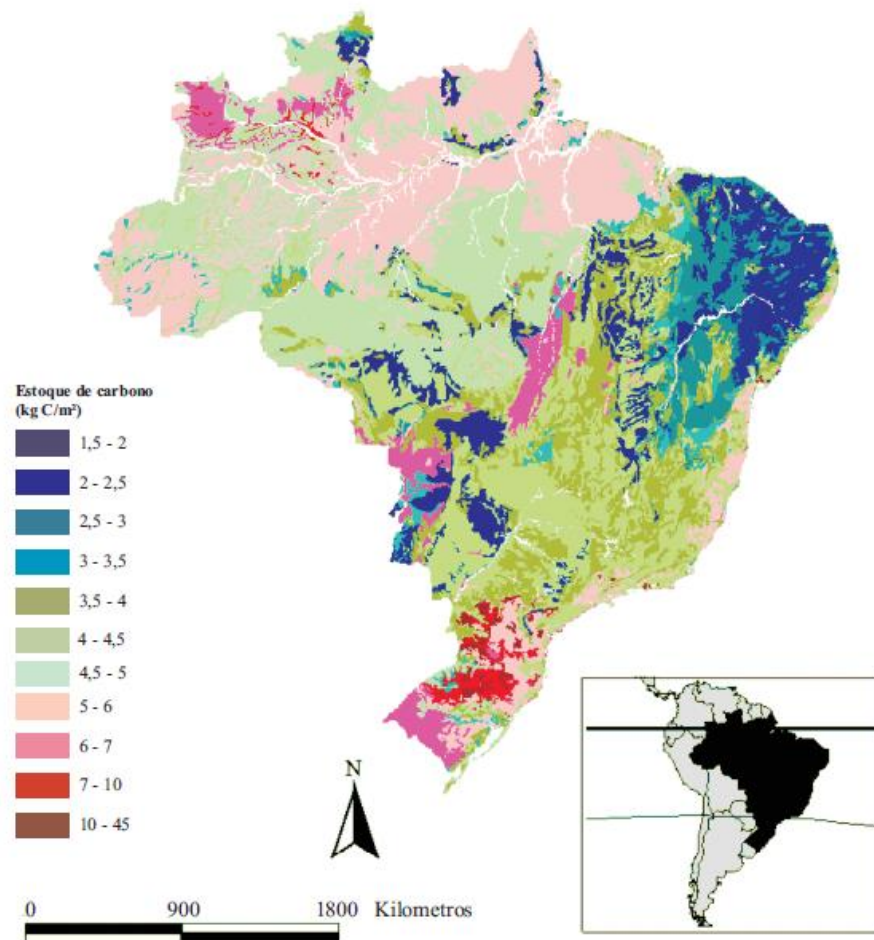 Estoque de carbono
(kg C/m²)
1,5 - 2
2 - 2,5
2,5 - 3
3 - 3,5
3,5 - 4
4 - 4,5
4,5 - 5
5 - 6
6 - 7
7 - 10
10 - 45
N
0 900 1800 Kilometros